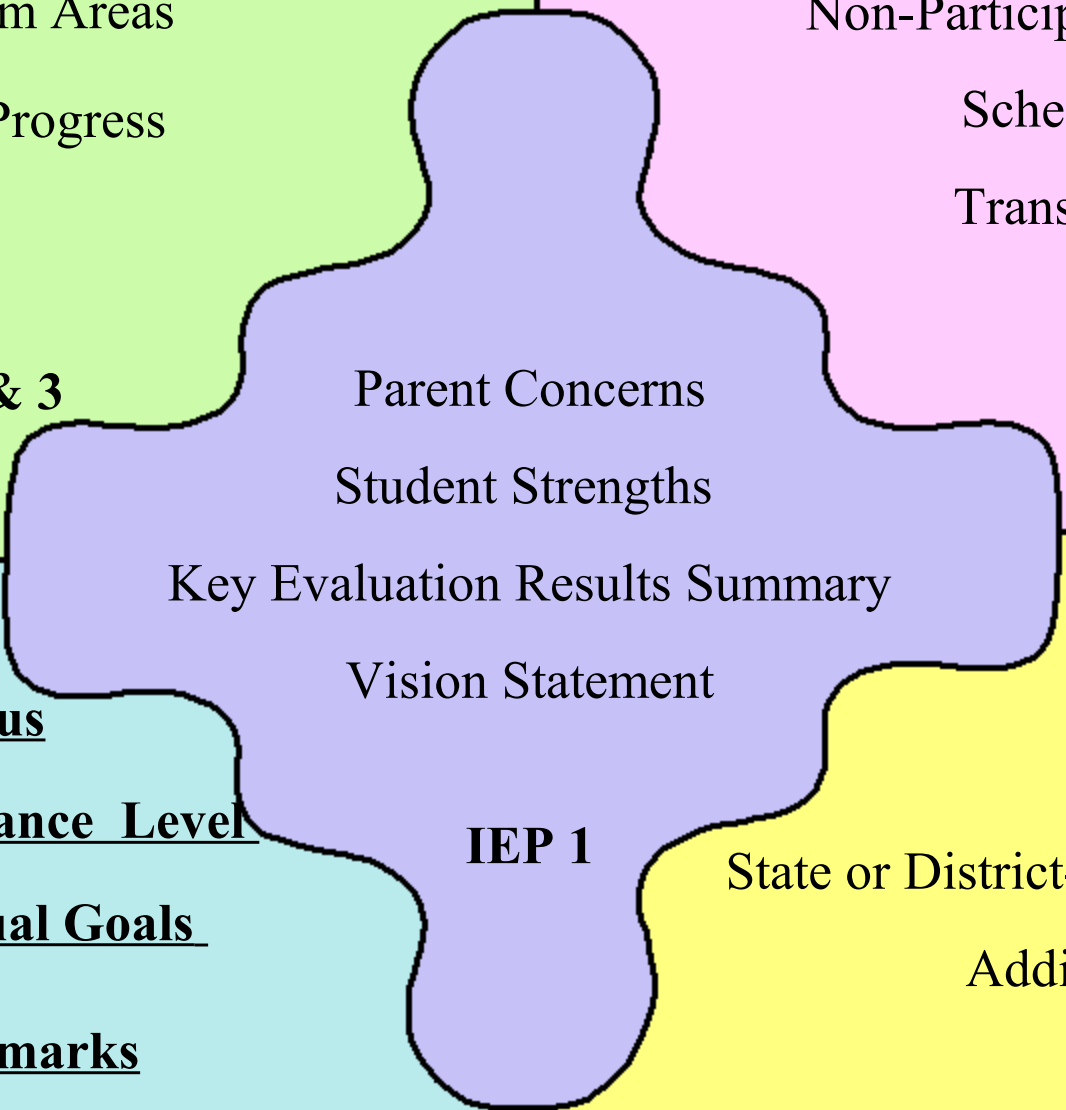 m Areas
Progress
& 3
Non-Particip
Sche
Trans
Parent Concerns
Student Strengths
Key Evaluation Results Summary
Vision Statement
IEP 1
us
ance Level
ual Goals
marks
State or District-
Addi